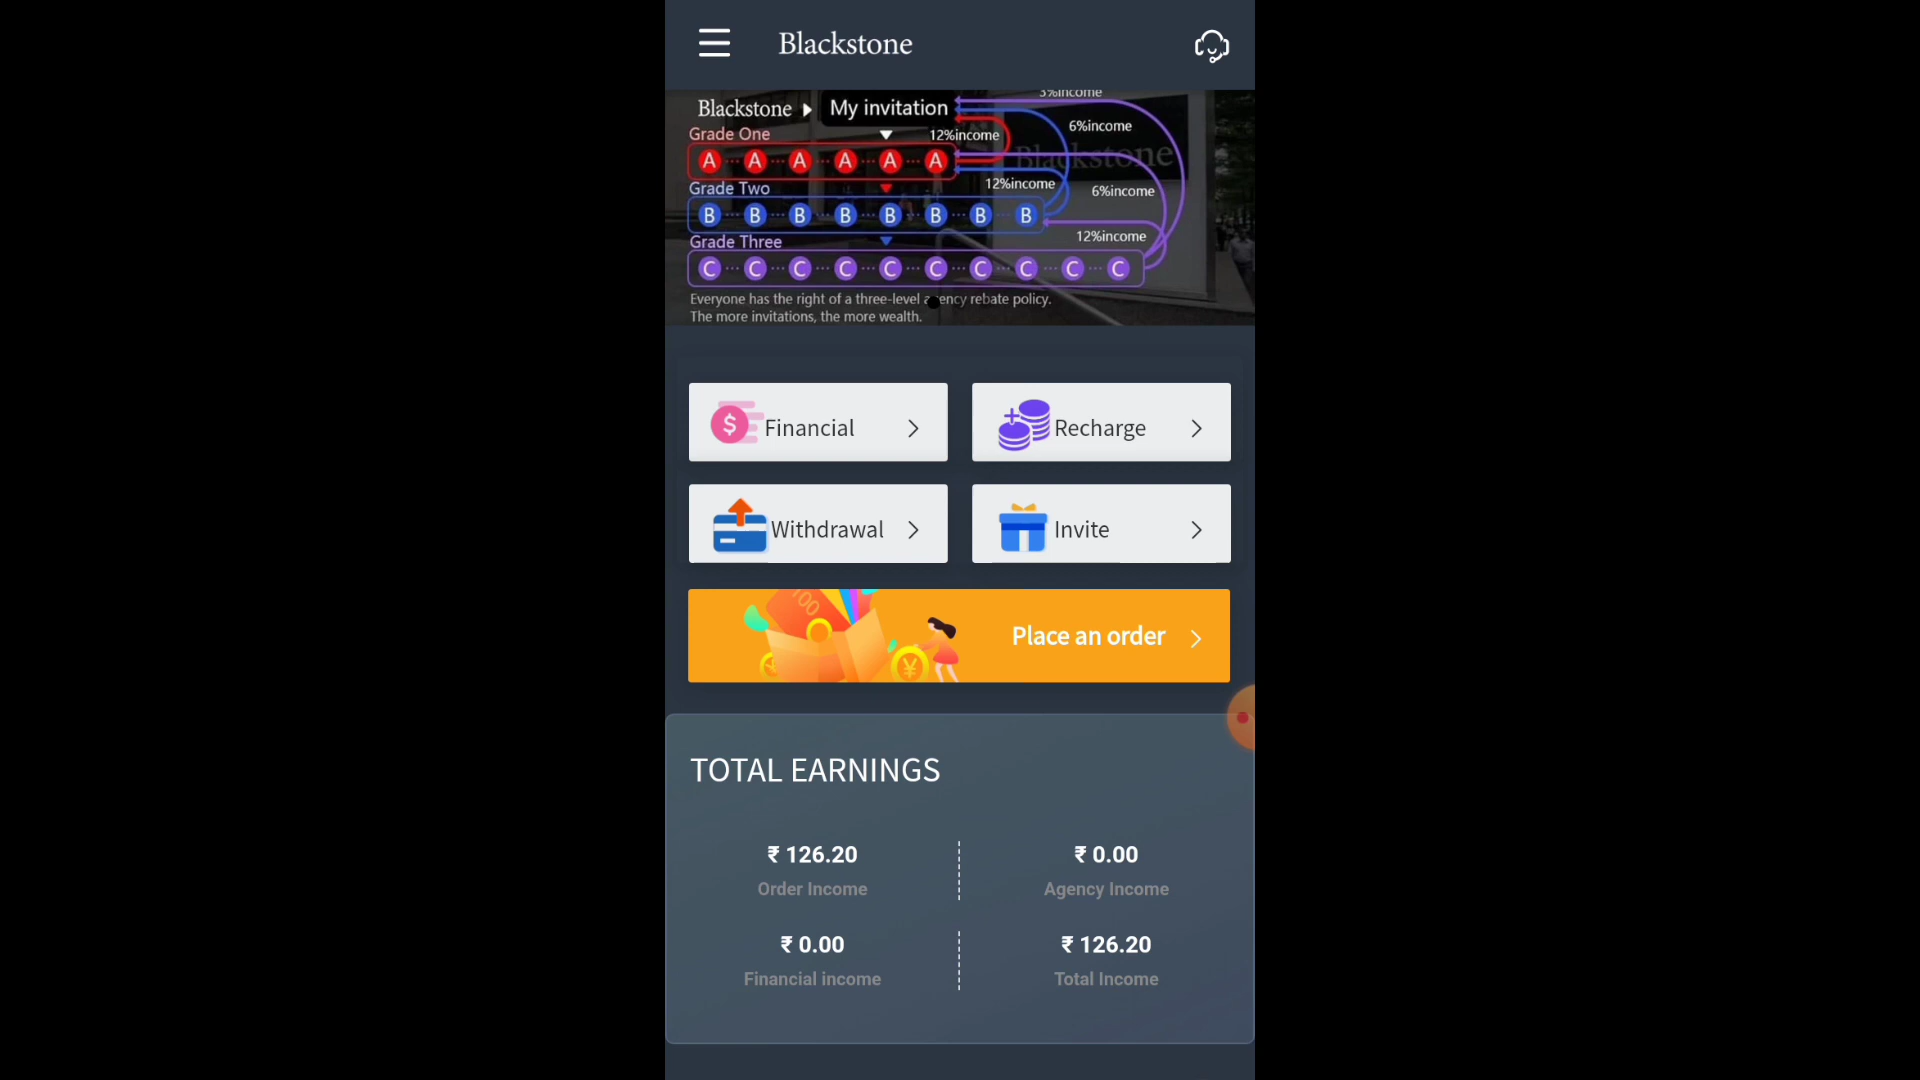 Blackstone
Blackstone My invitation
3%income
6%income
12%income
Grade One
A A A A A A
Blackstone
Grade Two
12%income
6%income
B B B B B B B B
Grade Three
12%income
C C C C C C C C C C
Everyone has the right of a three-level agency rebate policy.
The more invitations, the more wealth.
$ Financial
Recharge
Withdrawal
Invite
100
¥
Place an order
TOTAL EARNINGS
₹ 126.20
₹ 0.00
Order Income
Agency Income
₹ 0.00
₹ 126.20
Financial income
Total Income